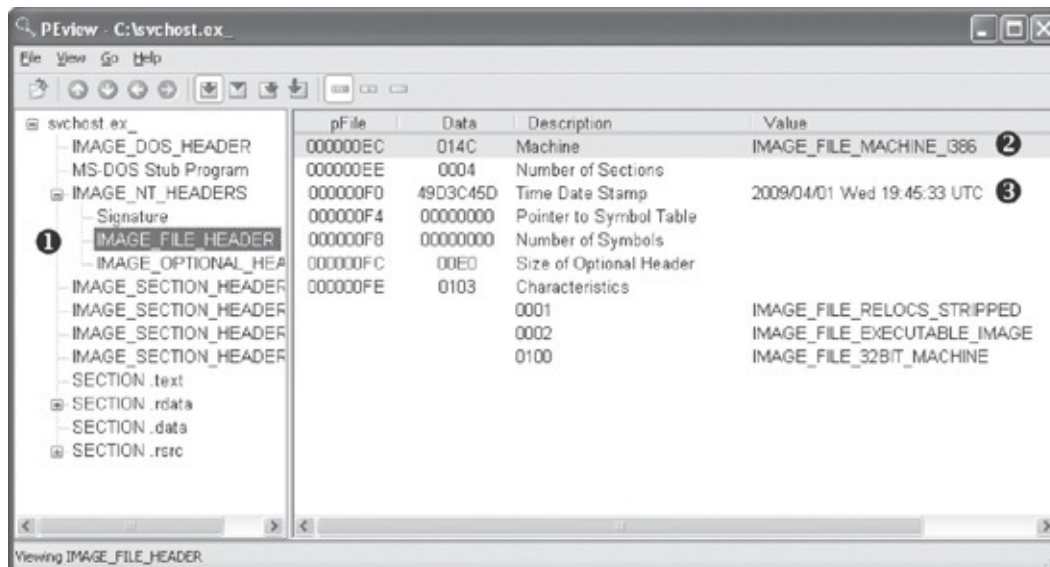 PEview - C:\svchost.ex_
File View Go Help
svchost.ex_
IMAGE_DOS_HEADER
MS-DOS Stub Program
IMAGE_NT_HEADERS
Signature
❶ IMAGE_FILE_HEADER
IMAGE_OPTIONAL_HEA
IMAGE_SECTION_HEADER
IMAGE_SECTION_HEADER
IMAGE_SECTION_HEADER
IMAGE_SECTION_HEADER
SECTION .text
SECTION .rdata
SECTION .data
SECTION .rsrc
pFile Data Description Value
000000EC 014C Machine IMAGE_FILE_MACHINE_I386 ❷
000000EE 0004 Number of Sections
000000F0 49D3C45D Time Date Stamp 2009/04/01 Wed 19:45:33 UTC ❸
000000F4 00000000 Pointer to Symbol Table
000000F8 00000000 Number of Symbols
000000FC 00E0 Size of Optional Header
000000FE 0103 Characteristics
0001 IMAGE_FILE_RELOCS_STRIPPED
0002 IMAGE_FILE_EXECUTABLE_IMAGE
0100 IMAGE_FILE_32BIT_MACHINE
Viewing IMAGE_FILE_HEADER